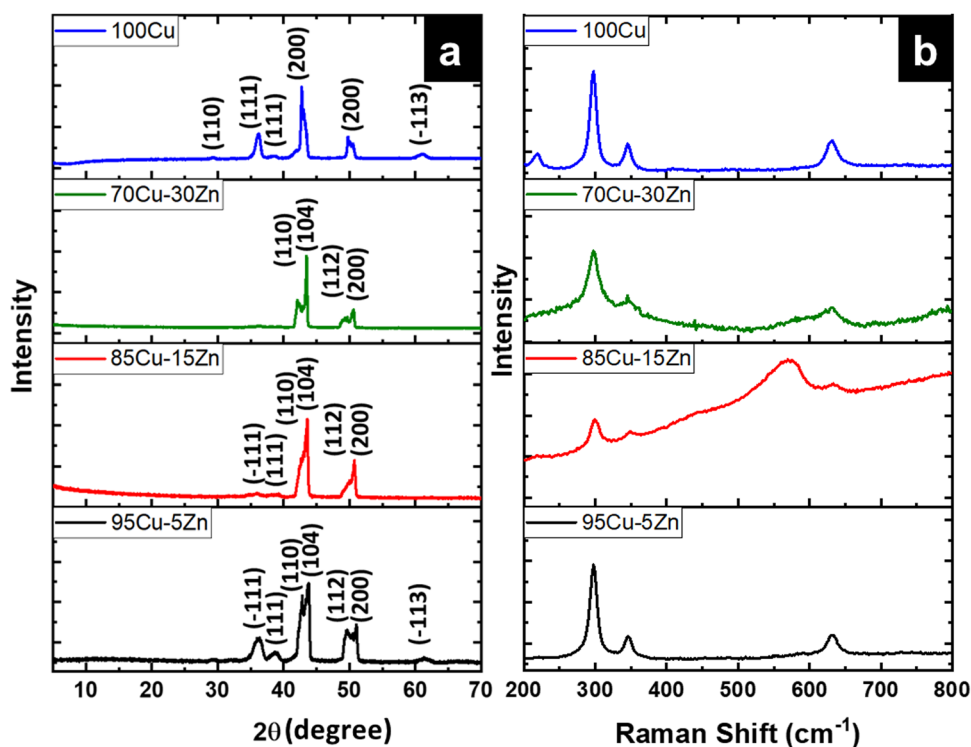 100Cu
a
(110)
(111)
(111)
(200)
(200)
(-113)
70Cu-30Zn
(110)
(104)
(112)
(200)
85Cu-15Zn
(-111)
(111)
(110)
(104)
(112)
(200)
95Cu-5Zn
(-111)
(111)
(110)
(104)
(112)
(200)
(-113)
Intensity
10 20 30 40 50 60 70
2θ (degree)
100Cu
b
70Cu-30Zn
85Cu-15Zn
95Cu-5Zn
Intensity
200 300 400 500 600 700 800
Raman Shift (cm⁻¹)